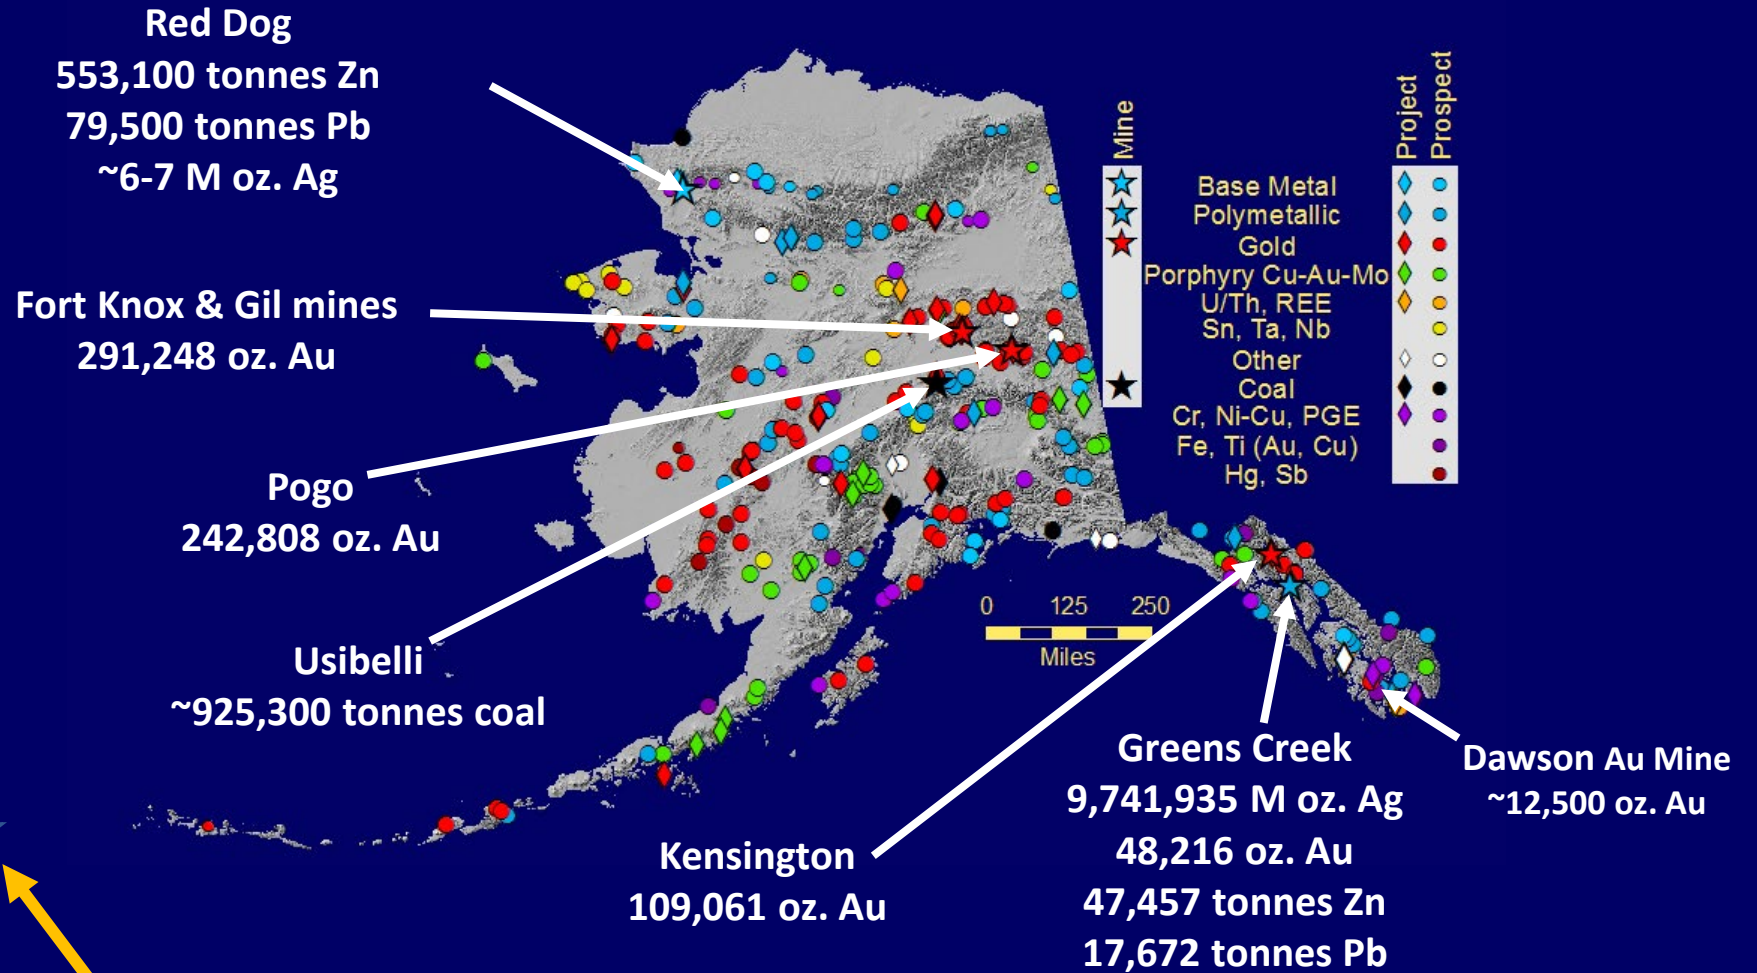 Red Dog
553,100 tonnes Zn
79,500 tonnes Pb
~6-7 M oz. Ag
Fort Knox & Gil mines
291,248 oz. Au
Pogo
242,808 oz. Au
Usibelli
~925,300 tonnes coal
Kensington
109,061 oz. Au
Greens Creek
9,741,935 M oz. Ag
48,216 oz. Au
47,457 tonnes Zn
17,672 tonnes Pb
Dawson Au Mine
~12,500 oz. Au
Mine
Project
Prospect
Base Metal
Polymetallic
Gold
Porphyry Cu-Au-Mo
U/Th, REE
Sn, Ta, Nb
Other
Coal
Cr, Ni-Cu, PGE
Fe, Ti (Au, Cu)
Hg, Sb
0 125 250
Miles